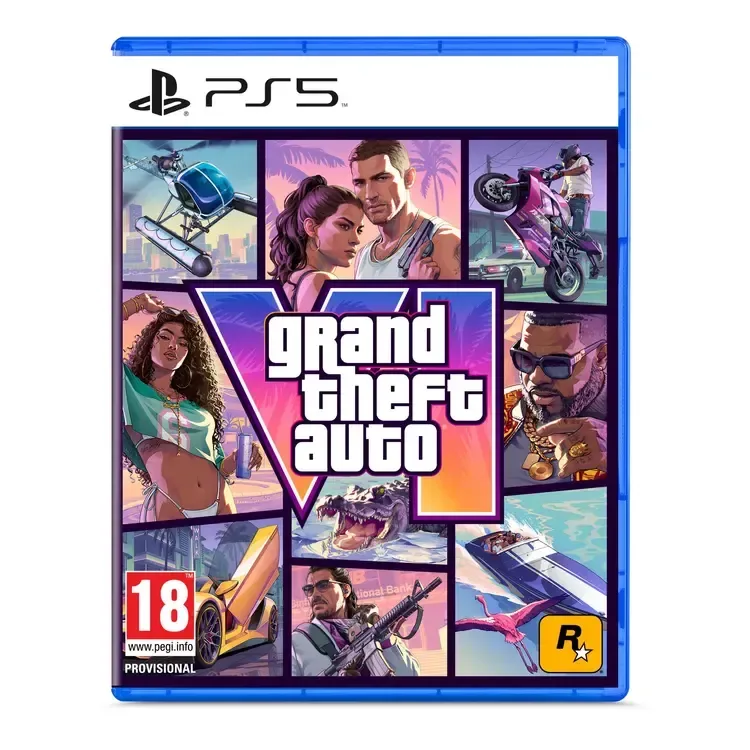 PS5
VI
grand
theft
auto
18
www.pegi.info
PROVISIONAL
R